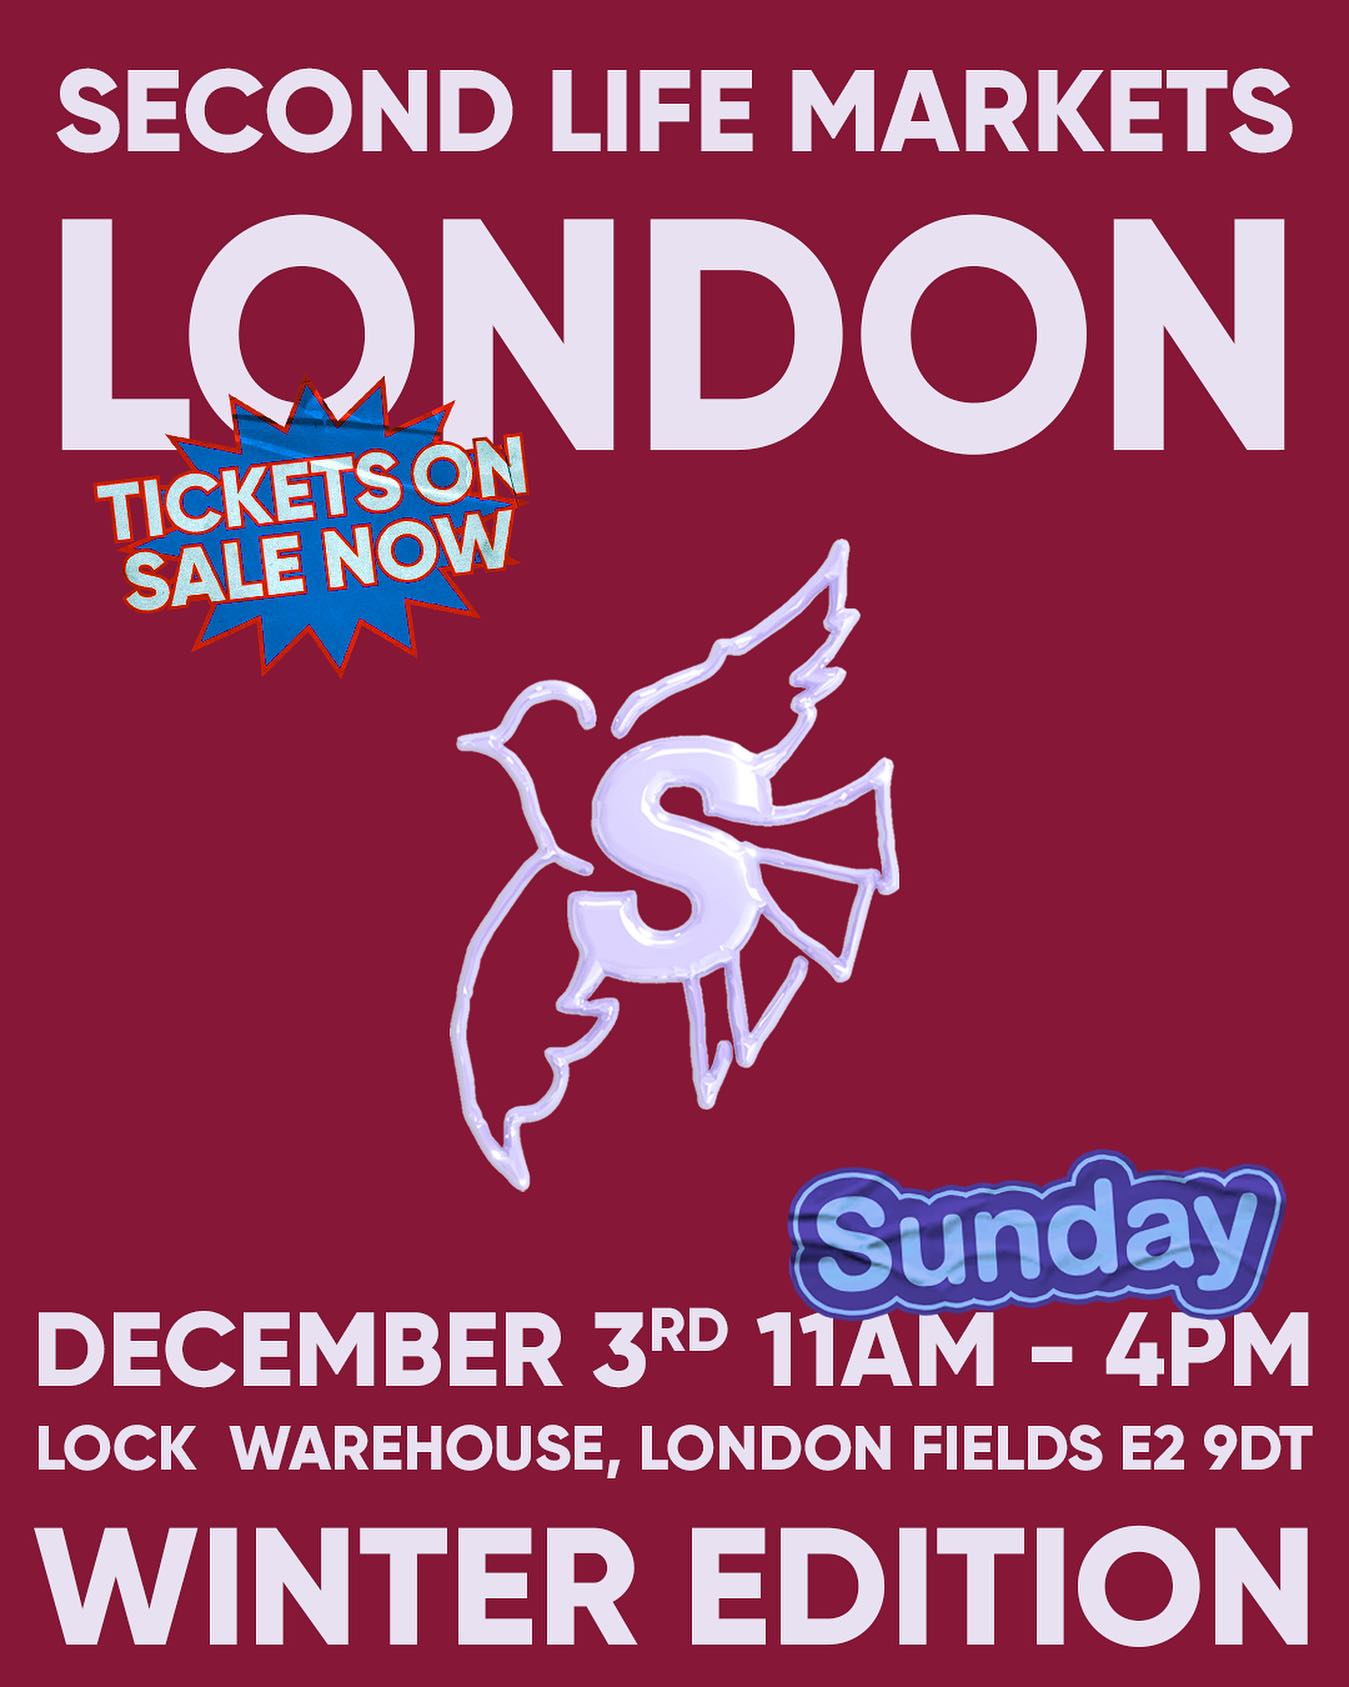 SECOND LIFE MARKETS
LONDON
TICKETS ON
SALE NOW
S
Sunday
DECEMBER 3RD 11AM - 4PM
LOCK WAREHOUSE, LONDON FIELDS E2 9DT
WINTER EDITION